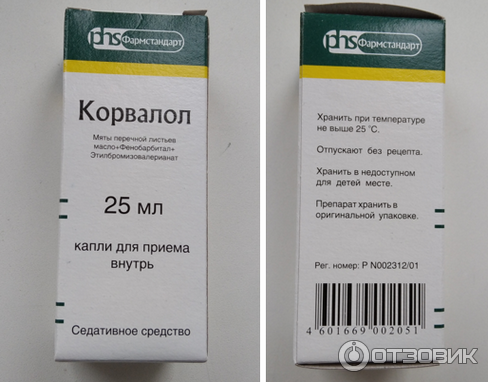 phs Фармстандарт
Корвалол
Мяты перечной листьев
масло+Фенобарбитал+
Этилбромизовалерианат
25 мл
капли для приема
внутрь
Седативное средство
phs Фармстандарт
Хранить при температуре
не выше 25 °С.
Отпускают без рецепта.
Хранить в недоступном
для детей месте.
Препарат хранить в
оригинальной упаковке.
Рег. номер: Р N002312/01
4 601669 002051
ОТЗОВИК